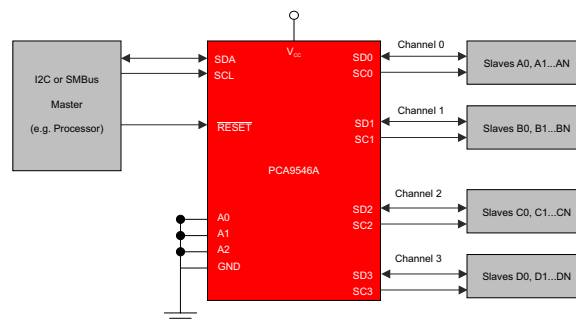 VCC
I2C or SMBus
Master
(e.g. Processor)
SDA
SCL
RESET
PCA9546A
A0
A1
A2
GND
SD0
SC0
SD1
SC1
SD2
SC2
SD3
SC3
Channel 0
Slaves A0, A1...AN
Channel 1
Slaves B0, B1...BN
Channel 2
Slaves C0, C1...CN
Channel 3
Slaves D0, D1...DN